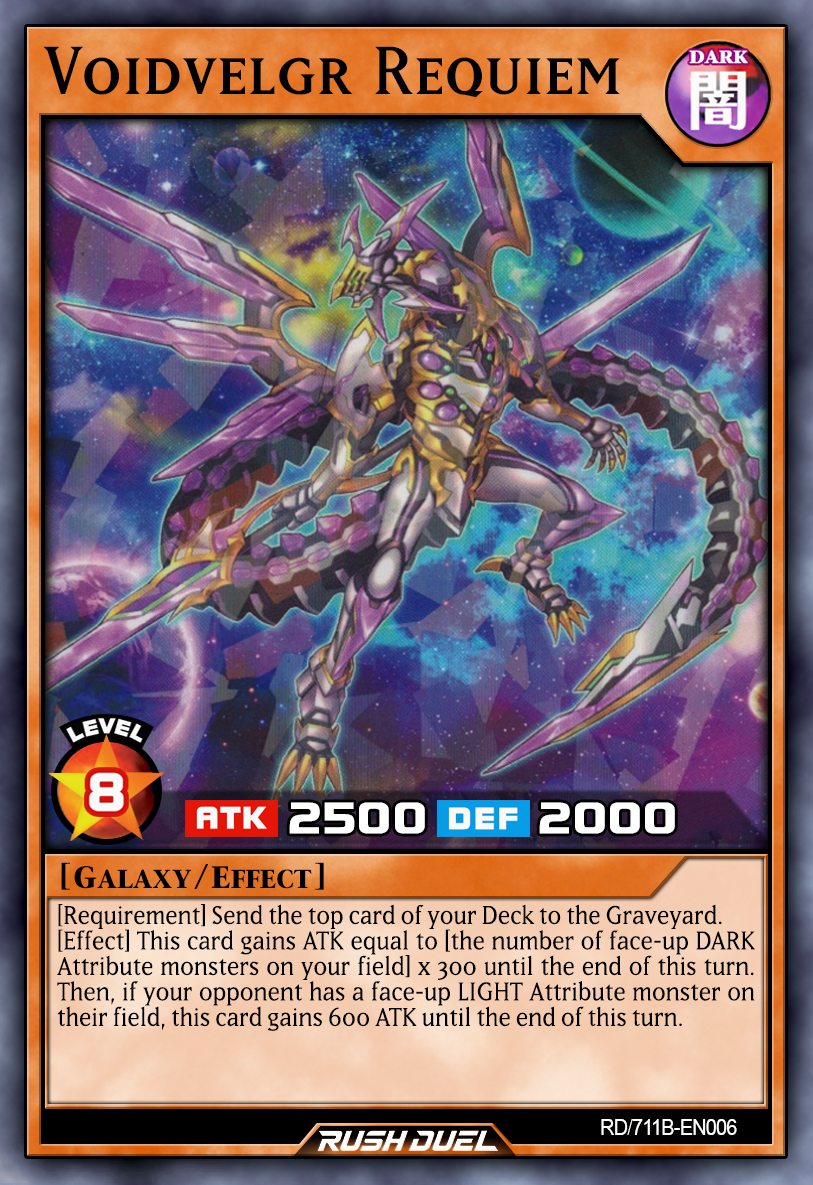 Voidvelgr Requiem
DARK
闇
LEVEL
8
ATK 2500 DEF 2000
[Galaxy/Effect]
[Requirement] Send the top card of your Deck to the Graveyard.
[Effect] This card gains ATK equal to [the number of face-up DARK
Attribute monsters on your field] x 300 until the end of this turn.
Then, if your opponent has a face-up LIGHT Attribute monster on
their field, this card gains 600 ATK until the end of this turn.
RD/711B-EN006
RUSH DUEL